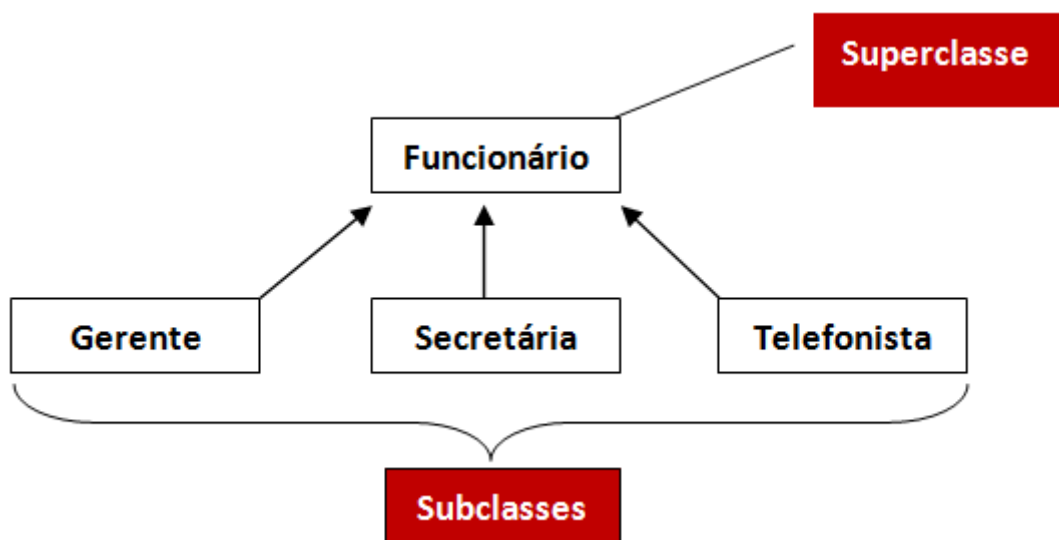 Superclasse
Funcionário
Gerente
Secretária
Telefonista
Subclasses